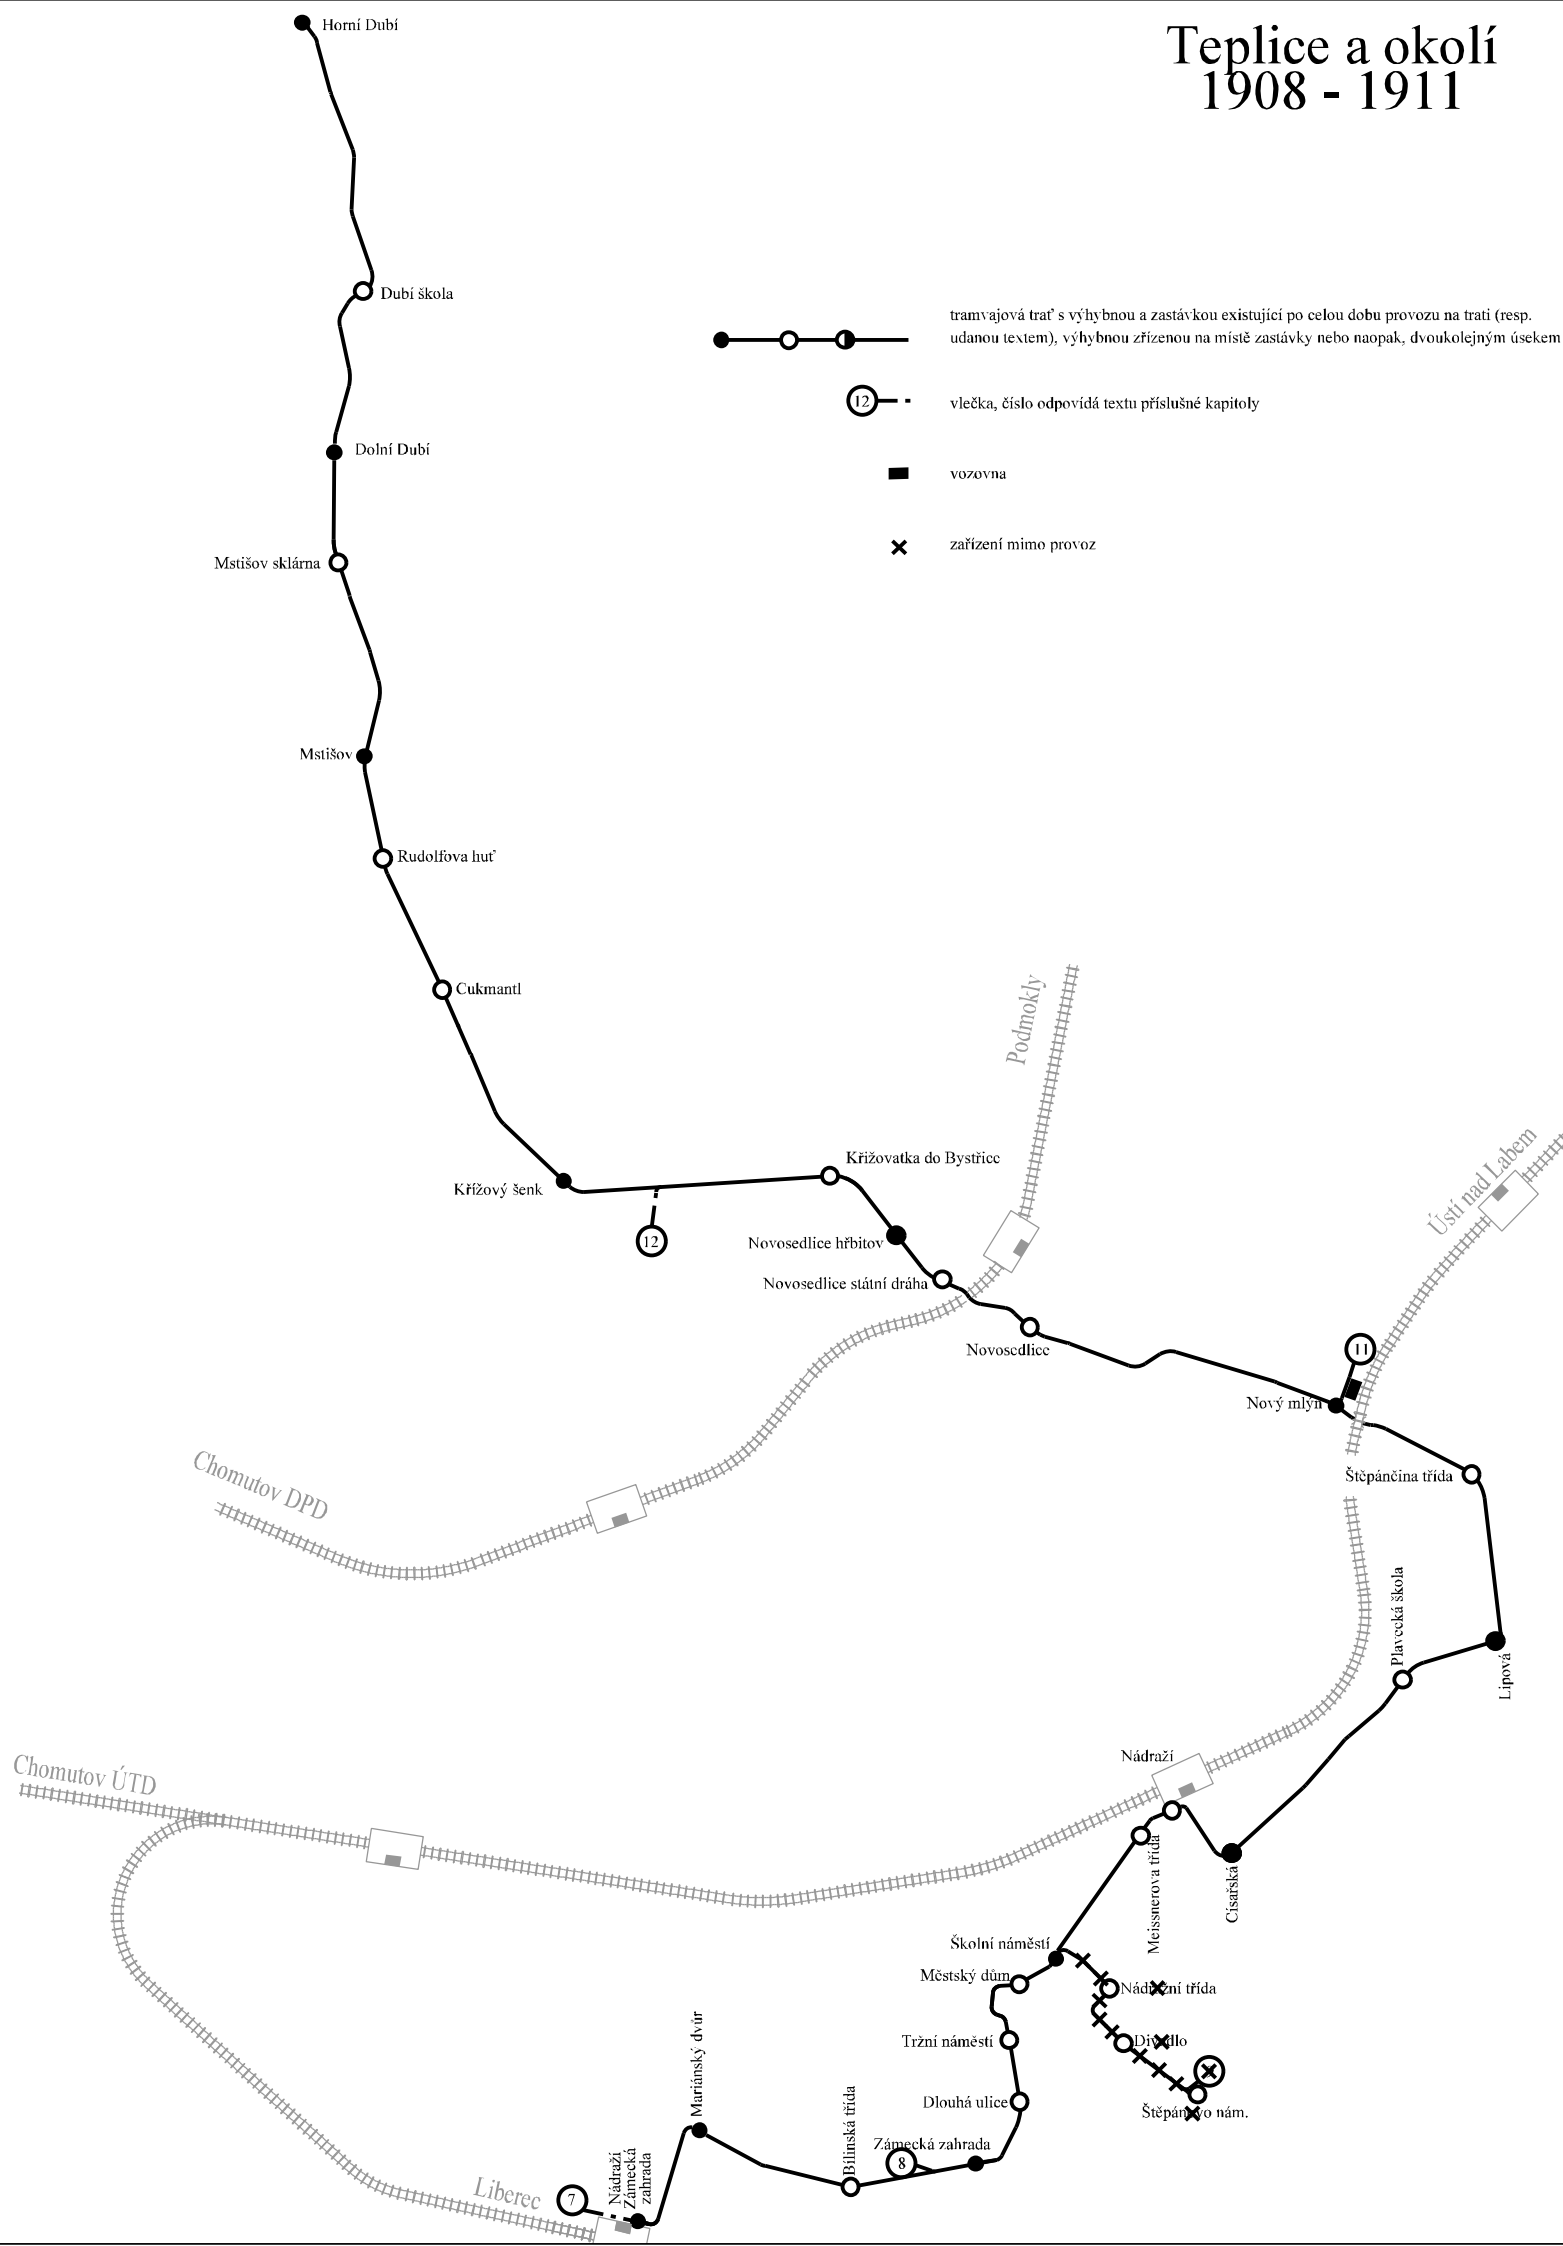 Teplice a okolí
1908 - 1911
Horní Dubí
Dubí škola
tramvajová trať s výhybnou a zastávkou existující po celou dobu provozu na trati (resp.
udanou textem), výhybnou zřízenou na místě zastávky nebo naopak, dvoukolejným úsekem
12
vlečka, číslo odpovídá textu příslušné kapitoly
Dolní Dubí
vozovna
zařízení mimo provoz
Mstišov sklárna
Mstišov
Rudolfova huť
Cukmantl
Podmokly
Křižovatka do Bystřice
Ústí nad Labem
Křížový šenk
12
Novosedlice hřbitov
Novosedlice státní dráha
Novosedlice
11
Nový mlýn
Štěpánčina třída
Chomutov DPD
Plavecká škola
Lipová
Nádraží
Chomutov ÚTD
Meissnerova třída
Císařská
Školní náměstí
Městský dům
Nádražní třída
Tržní náměstí
Divadlo
Mariánský dvůr
Dlouhá ulice
Štěpánovo nám.
Bílinská třída
Zámecká zahrada
8
Nádraží
Zámecká
zahrada
Liberec
7